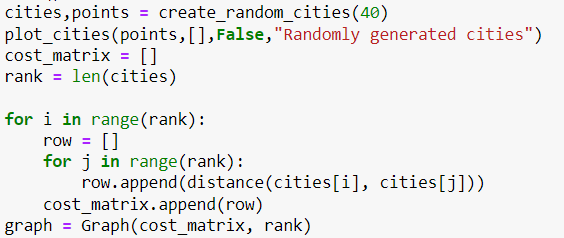 cities,points = create_random_cities(40)
plot_cities(points,[],False,"Randomly generated cities")
cost_matrix = []
rank = len(cities)

for i in range(rank):
    row = []
    for j in range(rank):
        row.append(distance(cities[i], cities[j]))
    cost_matrix.append(row)
graph = Graph(cost_matrix, rank)